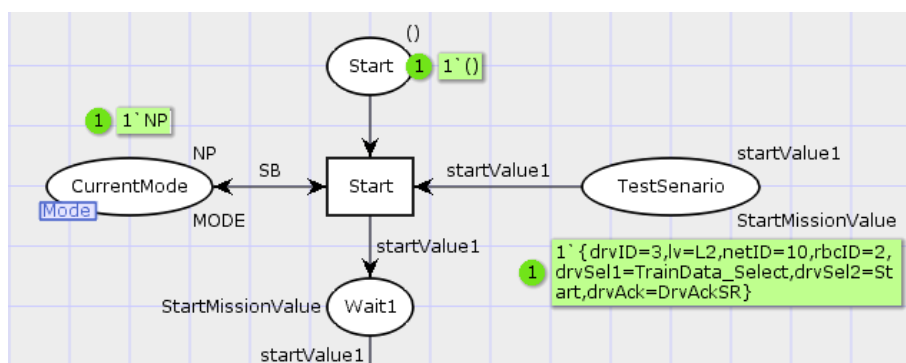 ()
Start
1 1`()
1 1`NP
NP
SB
startValue1
startValue1
CurrentMode
Start
TestSenario
Mode
MODE
StartMissionValue
startValue1
1`{drvID=3,lv=L2,netID=10,rbcID=2,
1 drvSel1=TrainData_Select,drvSel2=St
art,drvAck=DrvAckSR}
StartMissionValue
Wait1
startValue1